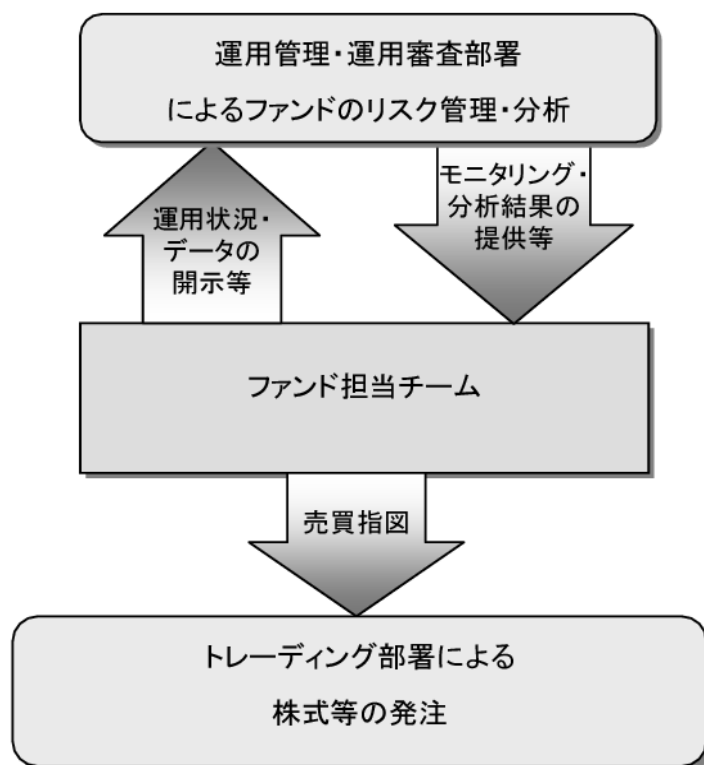 運用管理・運用審査部署
によるファンドのリスク管理・分析
運用状況・
データの
開示等
モニタリング・
分析結果の
提供等
ファンド担当チーム
売買指図
トレーディング部署による
株式等の発注